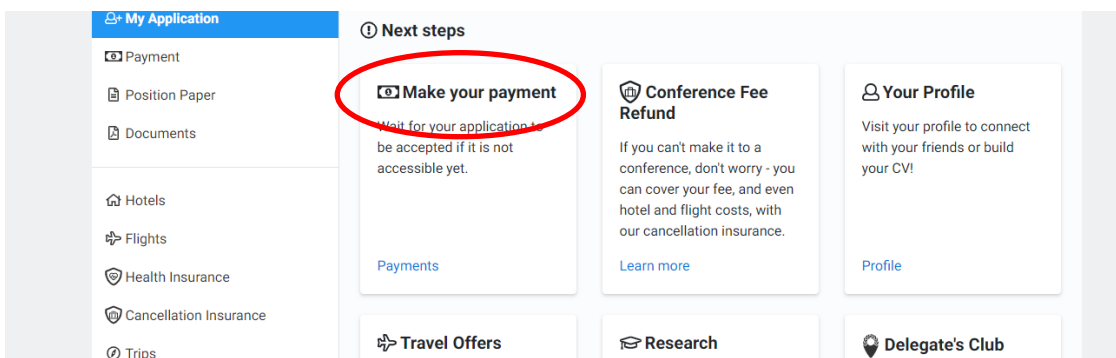 My Application
Payment
Position Paper
Documents
Hotels
Flights
Health Insurance
Cancellation Insurance
Trips
Next steps
Make your payment
Wait for your application to
be accepted if it is not
accessible yet.
Payments
Conference Fee
Refund
If you can't make it to a
conference, don't worry - you
can cover your fee, and even
hotel and flight costs, with
our cancellation insurance.
Learn more
Your Profile
Visit your profile to connect
with your friends or build
your CV!
Profile
Travel Offers
Research
Delegate's Club